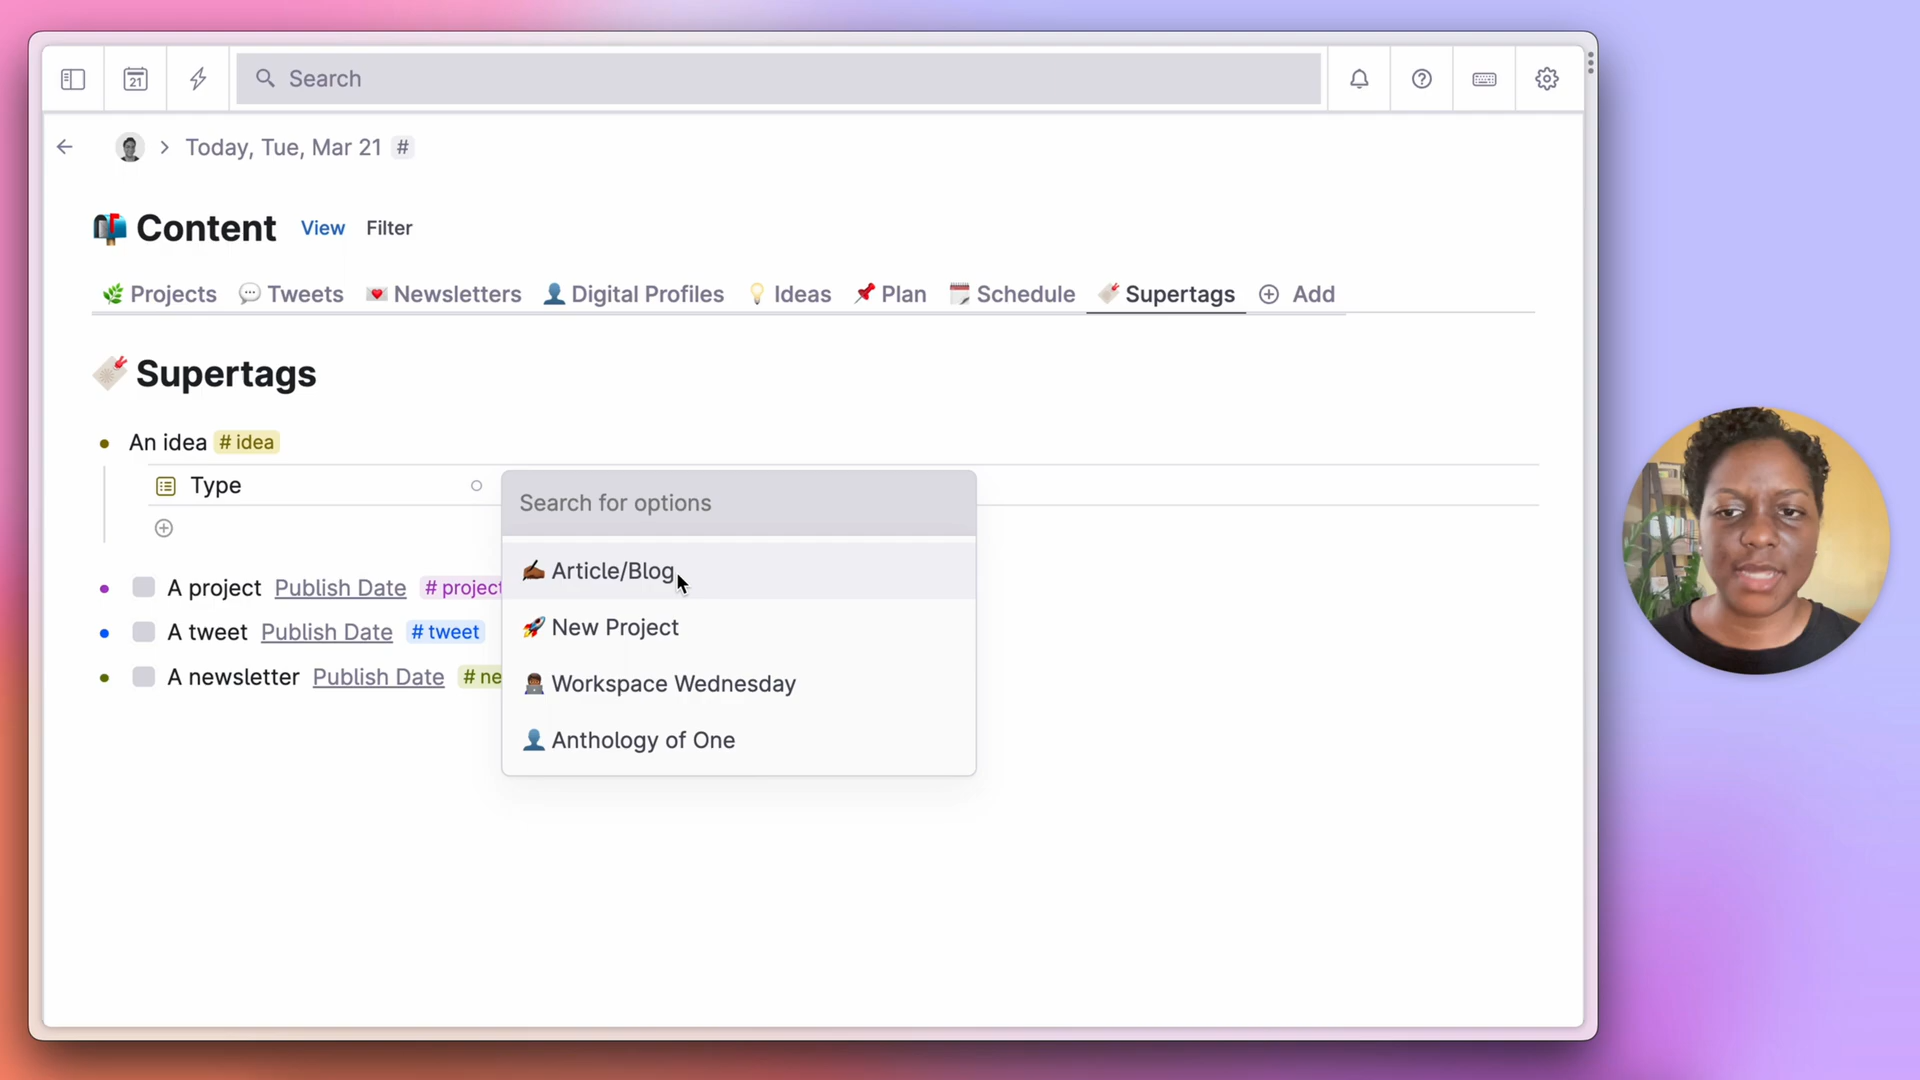 21
Search
Today, Tue, Mar 21 #
Content View Filter
Projects Tweets Newsletters Digital Profiles Ideas Plan Schedule Supertags Add
Supertags
An idea # idea
Type
Search for options
Article/Blog
A project Publish Date # project
New Project
A tweet Publish Date # tweet
A newsletter Publish Date # ne
Workspace Wednesday
Anthology of One